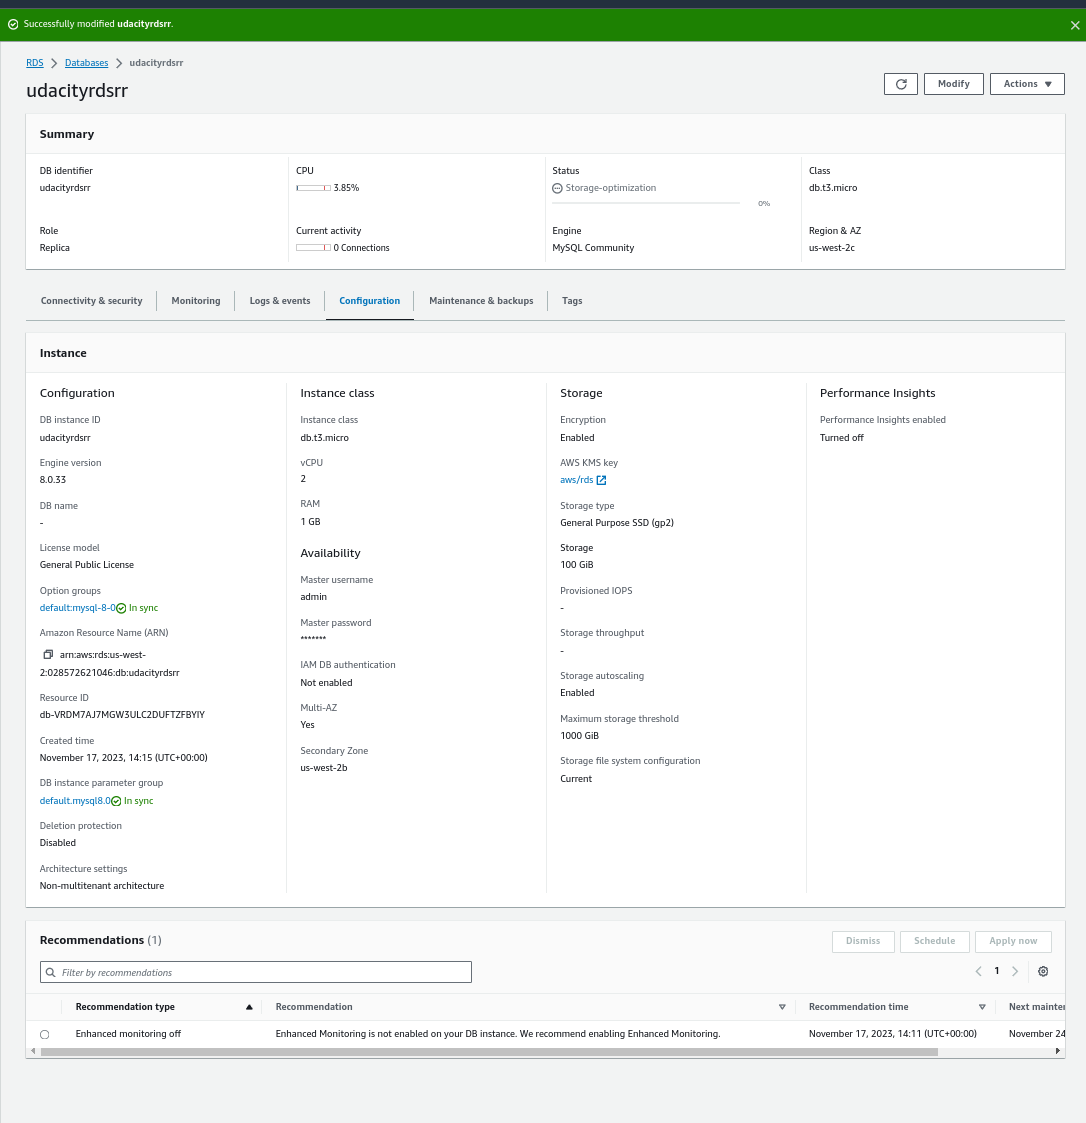 Successfully modified udacityrdsrr.
RDS > Databases > udacityrdsrr
udacityrdsrr
Modify
Actions
Summary
DB identifier
udacityrdsrr
CPU
3.85%
Status
Storage-optimization
0%
Class
db.t3.micro
Role
Replica
Current activity
0 Connections
Engine
MySQL Community
Region & AZ
us-west-2c
Connectivity & security
Monitoring
Logs & events
Configuration
Maintenance & backups
Tags
Instance
Configuration
DB instance ID
udacityrdsrr
Engine version
8.0.33
DB name
-
License model
General Public License
Option groups
default:mysql-8-0 In sync
Amazon Resource Name (ARN)
arn:aws:rds:us-west-
2:028572621046:db:udacityrdsrr
Resource ID
db-VRDM7AJ7MGW3ULC2DUFTZFBYIY
Created time
November 17, 2023, 14:15 (UTC+00:00)
DB instance parameter group
default.mysql8.0 In sync
Deletion protection
Disabled
Architecture settings
Non-multitenant architecture
Instance class
Instance class
db.t3.micro
vCPU
2
RAM
1 GB
Availability
Master username
admin
Master password
*******
IAM DB authentication
Not enabled
Multi-AZ
Yes
Secondary Zone
us-west-2b
Storage
Encryption
Enabled
AWS KMS key
aws/rds
Storage type
General Purpose SSD (gp2)
Storage
100 GiB
Provisioned IOPS
-
Storage throughput
-
Storage autoscaling
Enabled
Maximum storage threshold
1000 GiB
Storage file system configuration
Current
Performance Insights
Performance Insights enabled
Turned off
Recommendations (1)
Dismiss
Schedule
Apply now
Filter by recommendations
1
Recommendation type
Recommendation
Recommendation time
Next mainten
Enhanced monitoring off
Enhanced Monitoring is not enabled on your DB instance. We recommend enabling Enhanced Monitoring.
November 17, 2023, 14:11 (UTC+00:00)
November 24